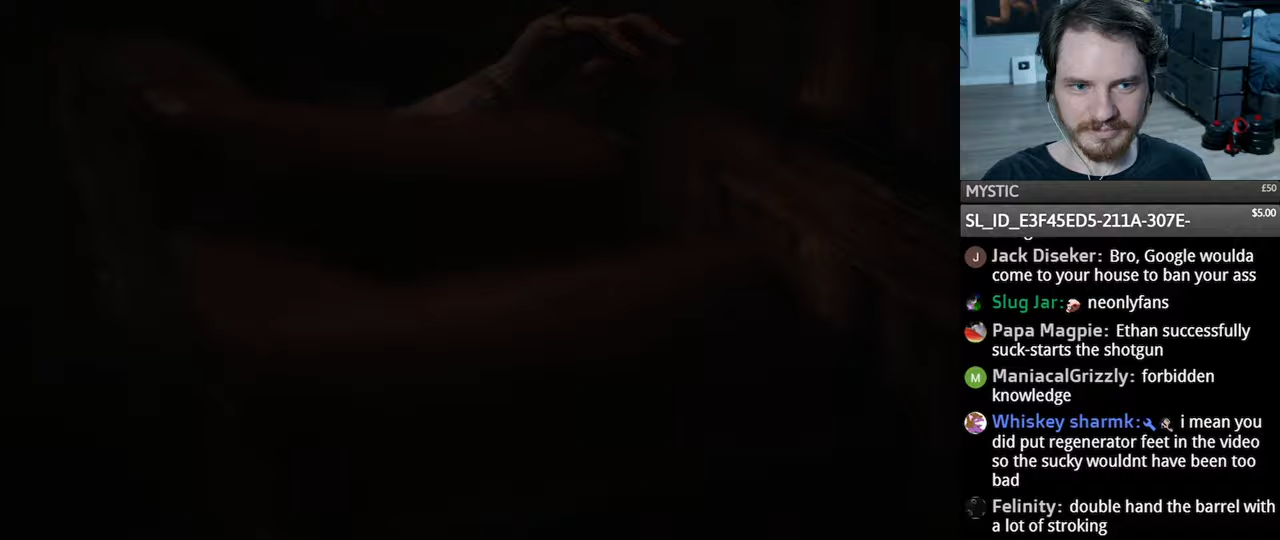 MYSTIC £50
SL_ID_E3F45ED5-211A-307E- $5.00
Jack Diseker: Bro, Google woulda
come to your house to ban your ass
Slug Jar: neonlyfans
Papa Magpie: Ethan successfully
suck-starts the shotgun
M ManiacalGrizzly: forbidden
knowledge
Whiskey sharmk: i mean you
did put regenerator feet in the video
so the sucky wouldnt have been too
bad
Felinity: double hand the barrel with
a lot of stroking